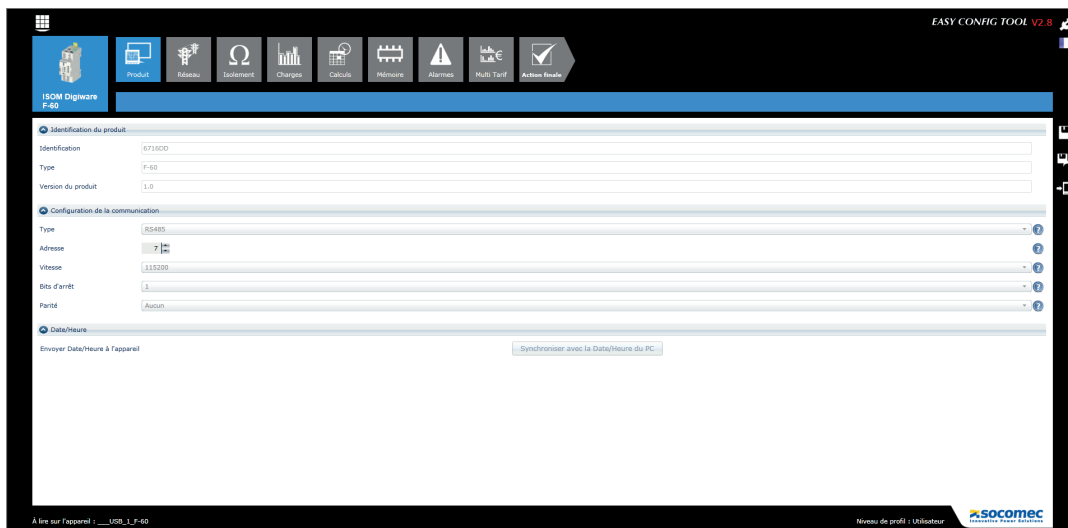 EASY CONFIG TOOL V2.8
Produit
Réseau
Isolement
Charges
Calculs
Mémoire
Alarmes
Multi Tarif
Action finale
ISOM Digiware
F-60
Identification du produit
Identification 6716DD
Type F-60
Version du produit 1.0
Configuration de la communication
Type RS485
Adresse 7
Vitesse 115200
Bits d'arrêt 1
Parité Aucun
Date/Heure
Envoyer Date/Heure à l'appareil Synchroniser avec la Date/Heure du PC
À lire sur l'appareil : ___USB_1_F-60
Niveau de profil : Utilisateur
socomec
Innovative Power Solutions